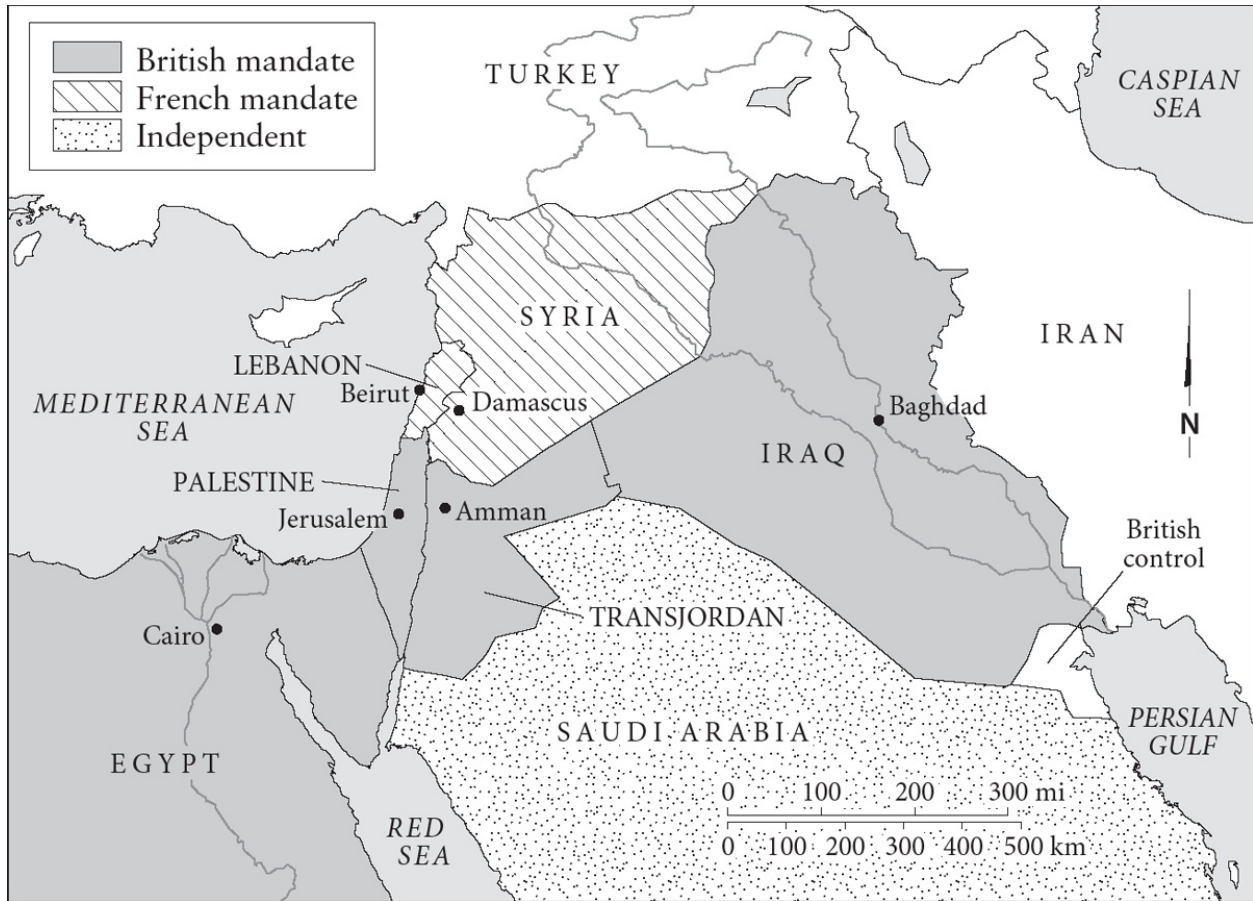 British mandate
French mandate
Independent
TURKEY
CASPIAN
SEA
SYRIA
IRAN
LEBANON
Beirut
Damascus
MEDITERRANEAN
SEA
Baghdad
N
IRAQ
PALESTINE
Jerusalem
Amman
British
control
TRANSJORDAN
Cairo
SAUDI ARABIA
PERSIAN
GULF
EGYPT
RED
SEA
0 100 200 300 mi
0 100 200 300 400 500 km